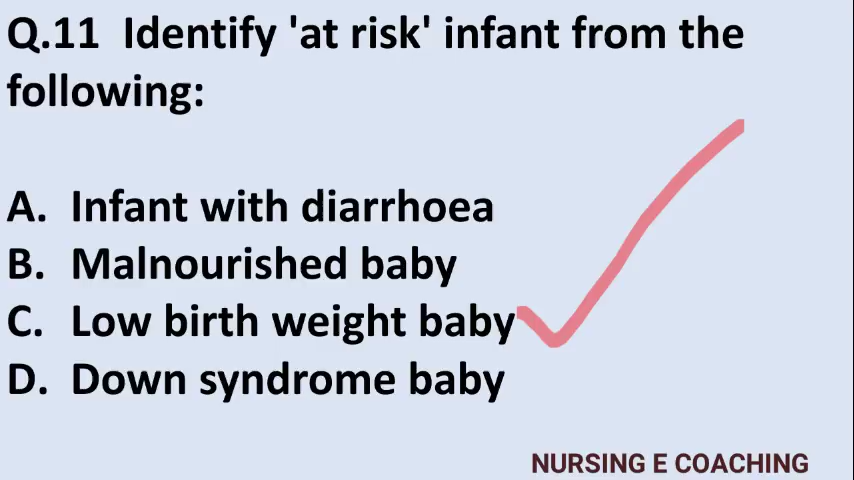 Q.11 Identify 'at risk' infant from the
following:
A. Infant with diarrhoea
B. Malnourished baby
C. Low birth weight baby
D. Down syndrome baby
NURSING E COACHING